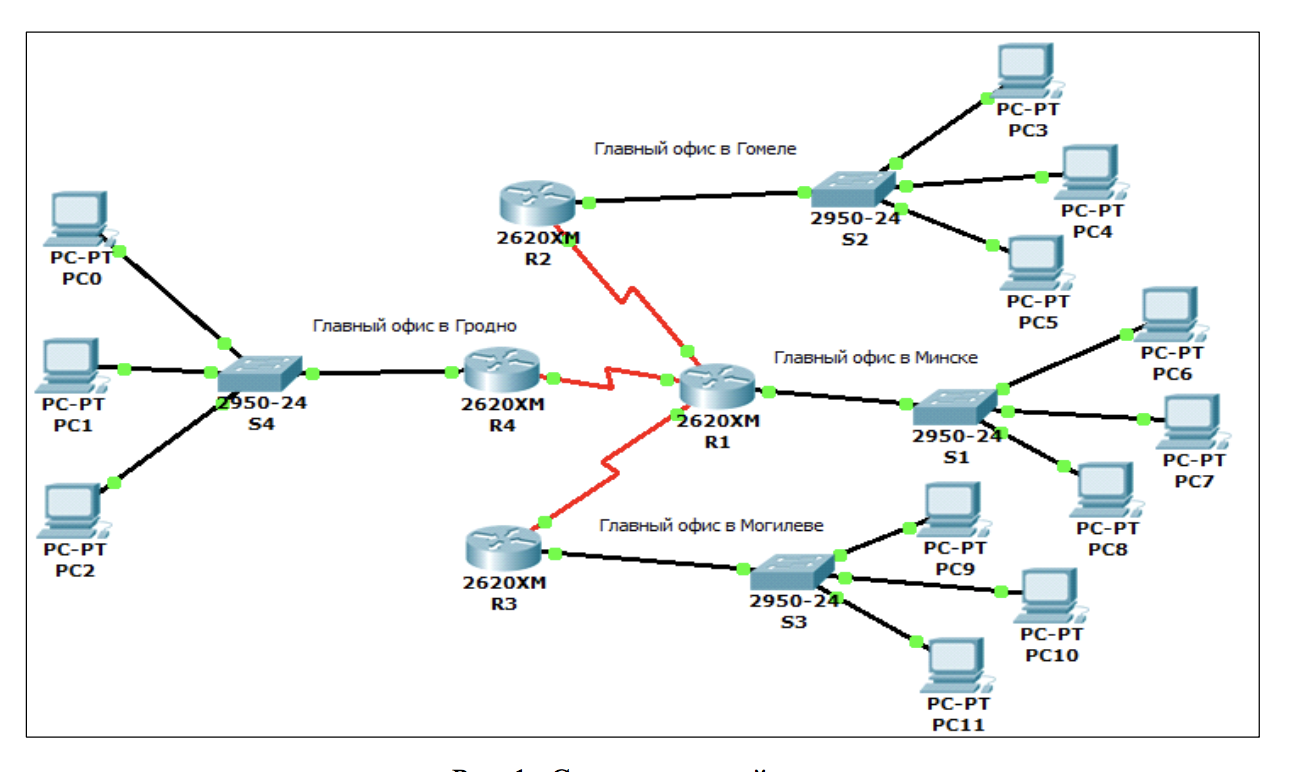 PC-PT
PC3
Главный офис в Гомеле
PC-PT
PC4
2950-24
S2
2620XM
R2
PC-PT
PC0
PC-PT
PC5
Главный офис в Гродно
Главный офис в Минске
PC-PT
PC6
2950-24
S4
PC-PT
PC1
2620XM
R4
2620XM
R1
2950-24
S1
PC-PT
PC7
Главный офис в Могилеве
PC-PT
PC8
PC-PT
PC2
PC-PT
PC9
2620XM
R3
2950-24
S3
PC-PT
PC10
PC-PT
PC11